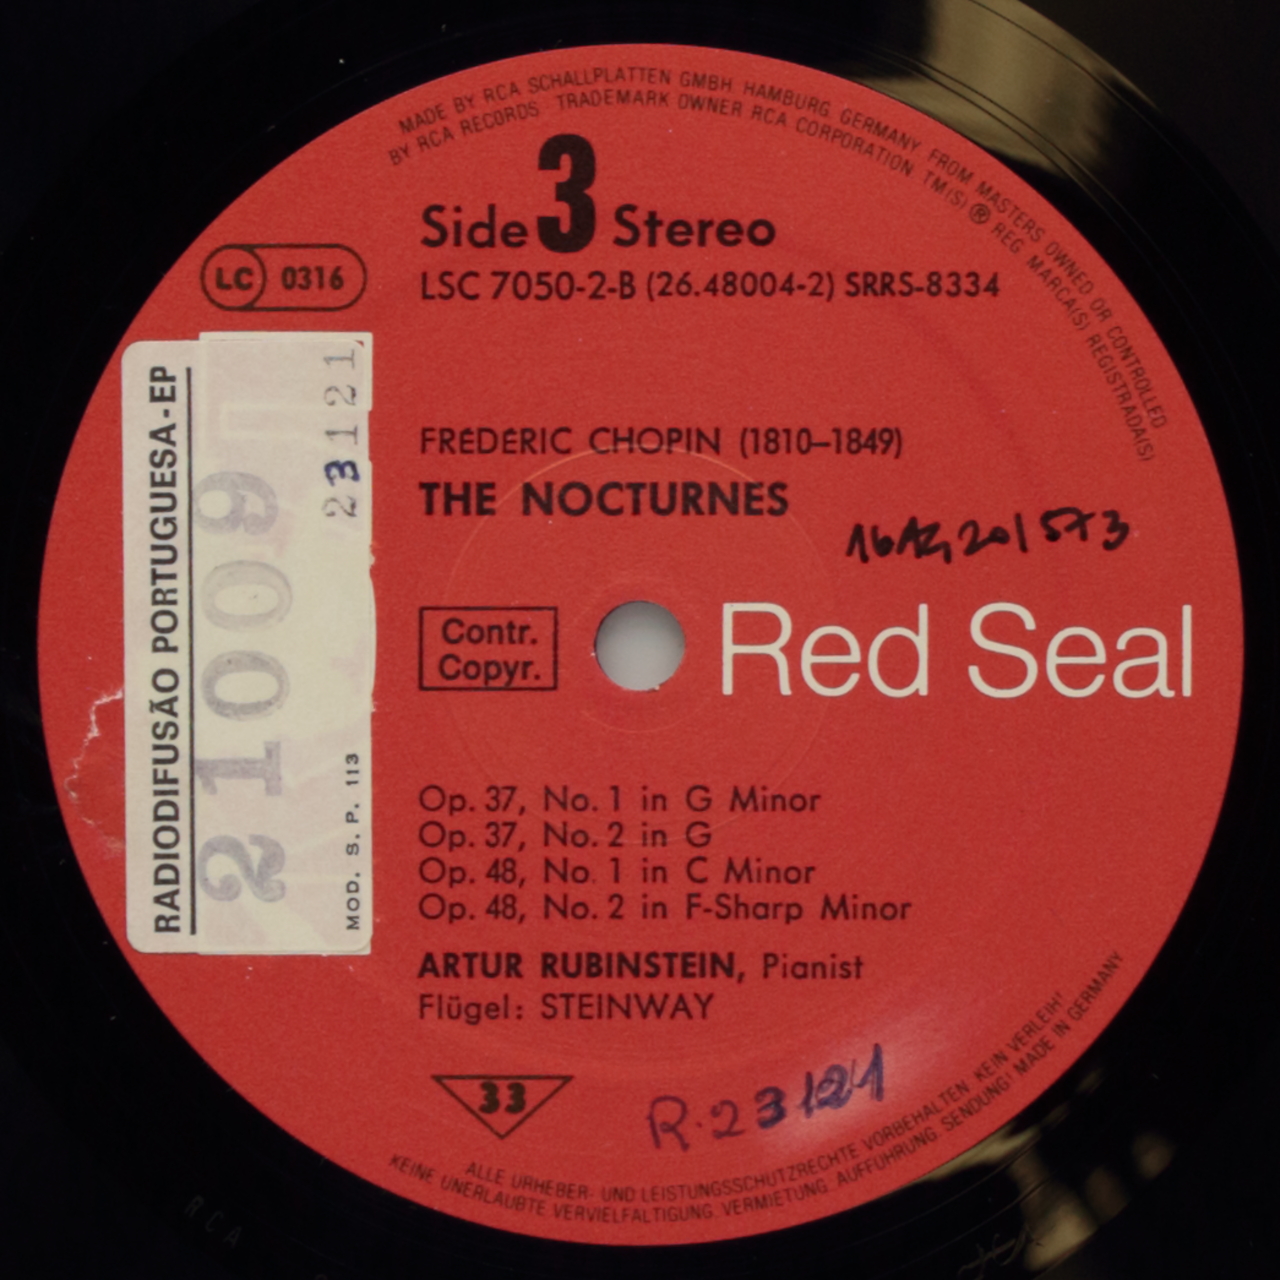 MADE BY RCA SCHALLPLATTEN GMBH HAMBURG, GERMANY FROM MASTERS OWNED OR CONTROLLED
BY RCA RECORDS · TRADEMARK OWNER RCA CORPORATION TM(S) ® REG. MARCA(S) REGISTRADA(S)
Side 3 Stereo
LC 0316
LSC 7050-2-B (26.48004-2) SRRS-8334
RADIODIFUSÃO PORTUGUESA-EP
21009
23121
MOD. S. P. 113
FRÉDÉRIC CHOPIN (1810–1849)
THE NOCTURNES
Contr.
Copyr.
Red Seal
Op. 37, No. 1 in G Minor
Op. 37, No. 2 in G
Op. 48, No. 1 in C Minor
Op. 48, No. 2 in F-Sharp Minor
ARTUR RUBINSTEIN, Pianist
Flügel: STEINWAY
33
ALLE URHEBER- UND LEISTUNGSSCHUTZRECHTE VORBEHALTEN. KEIN VERLEIH!
KEINE UNERLAUBTE VERVIELFÄLTIGUNG, VERMIETUNG, AUFFÜHRUNG, SENDUNG! MADE IN GERMANY
RCA